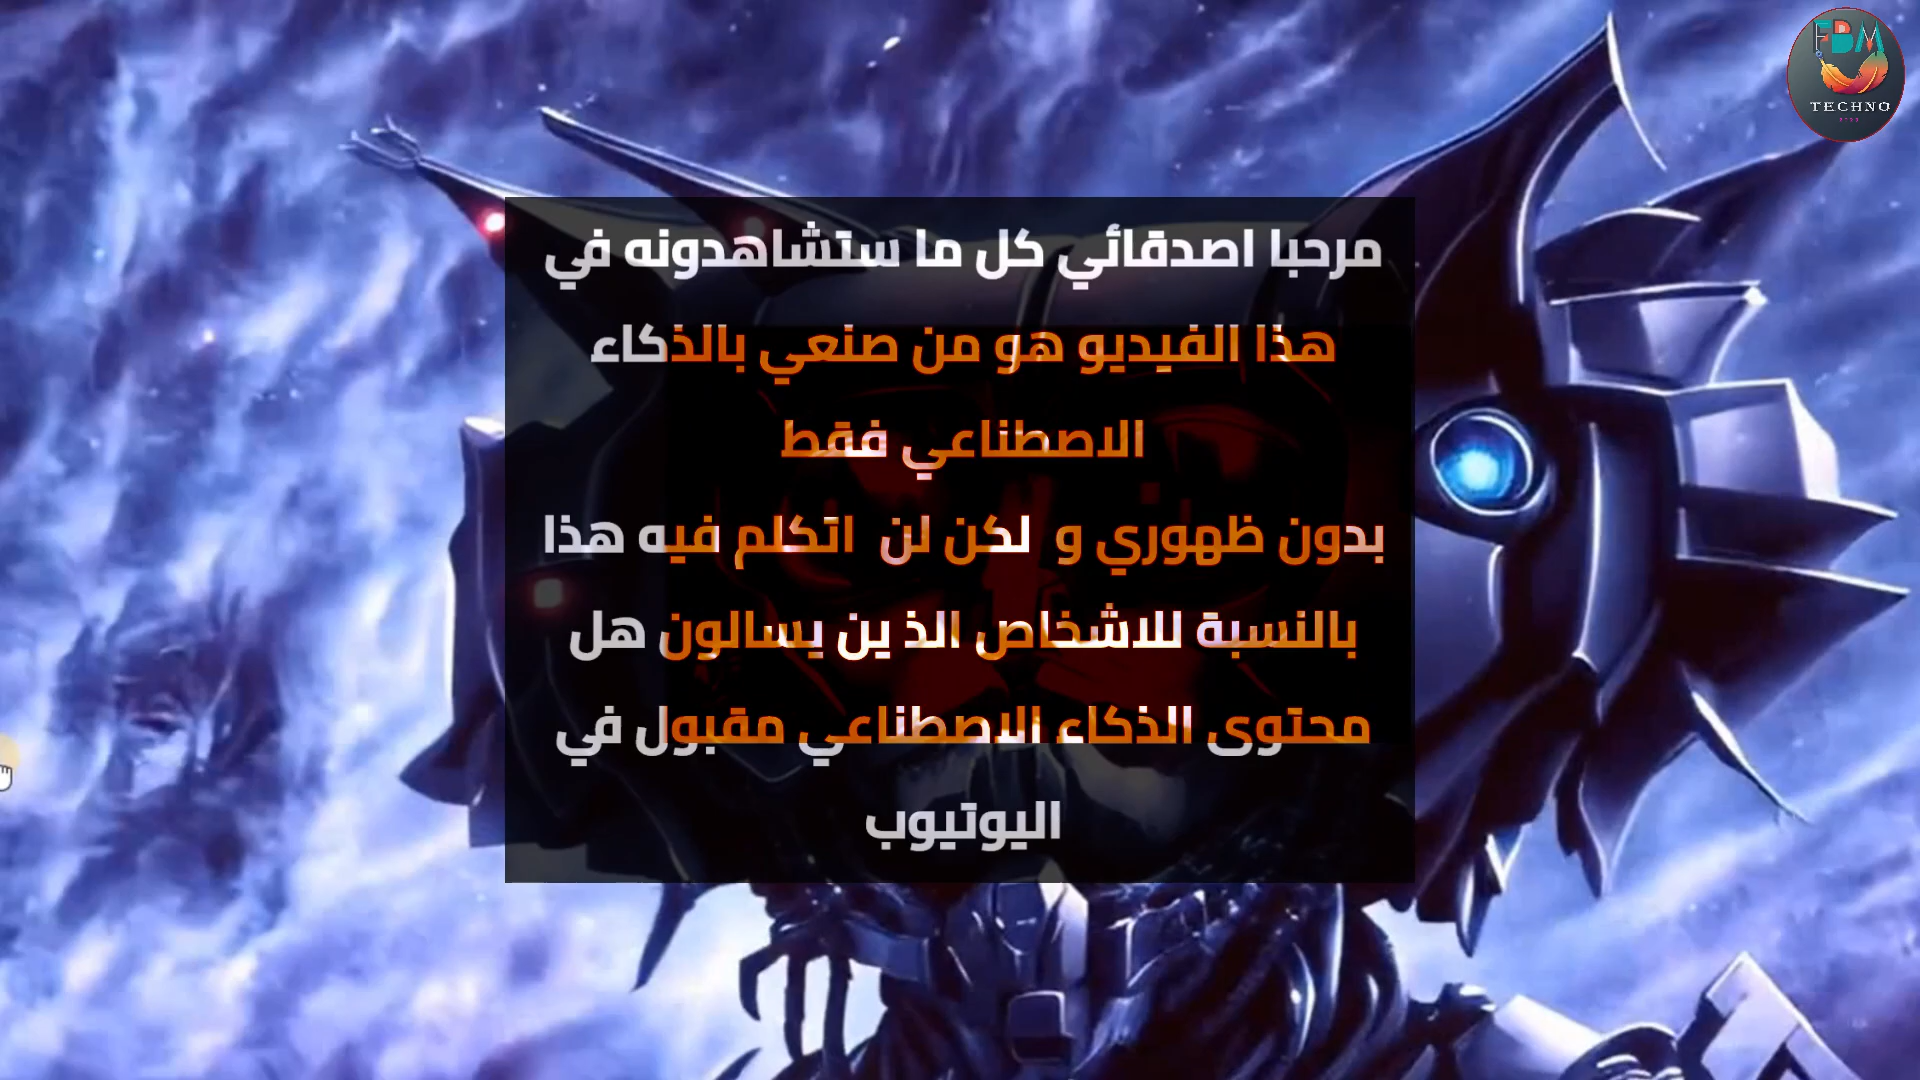 FBM
TECHNO
مرحبا اصدقائي كل ما ستشاهدونه في
هذا الفيديو هو من صنعي بالذكاء
الاصطناعي فقط
بدون ظهوري و لكن لن اتكلم فيه هذا
بالنسبة للاشخاص الذ ين يسالون هل
محتوى الذكاء الاصطناعي مقبول في
اليوتيوب